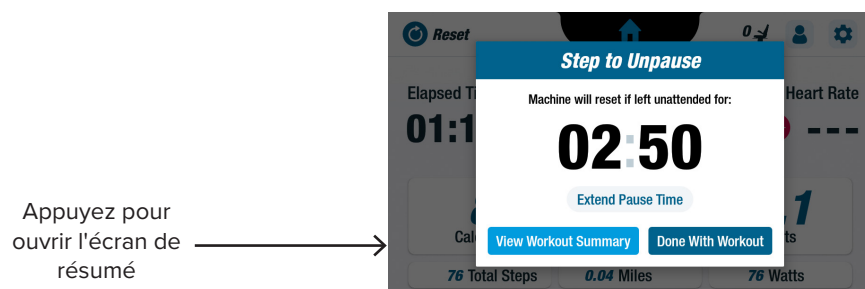 Reset
0
Step to Unpause
Elapsed Ti
Machine will reset if left unattended for:
Heart Rate
01:1
02:50
---
Extend Pause Time
Appuyez pour
ouvrir l'écran de
résumé
Cal
View Workout Summary
Done With Workout
ts
76 Total Steps
0.04 Miles
76 Watts